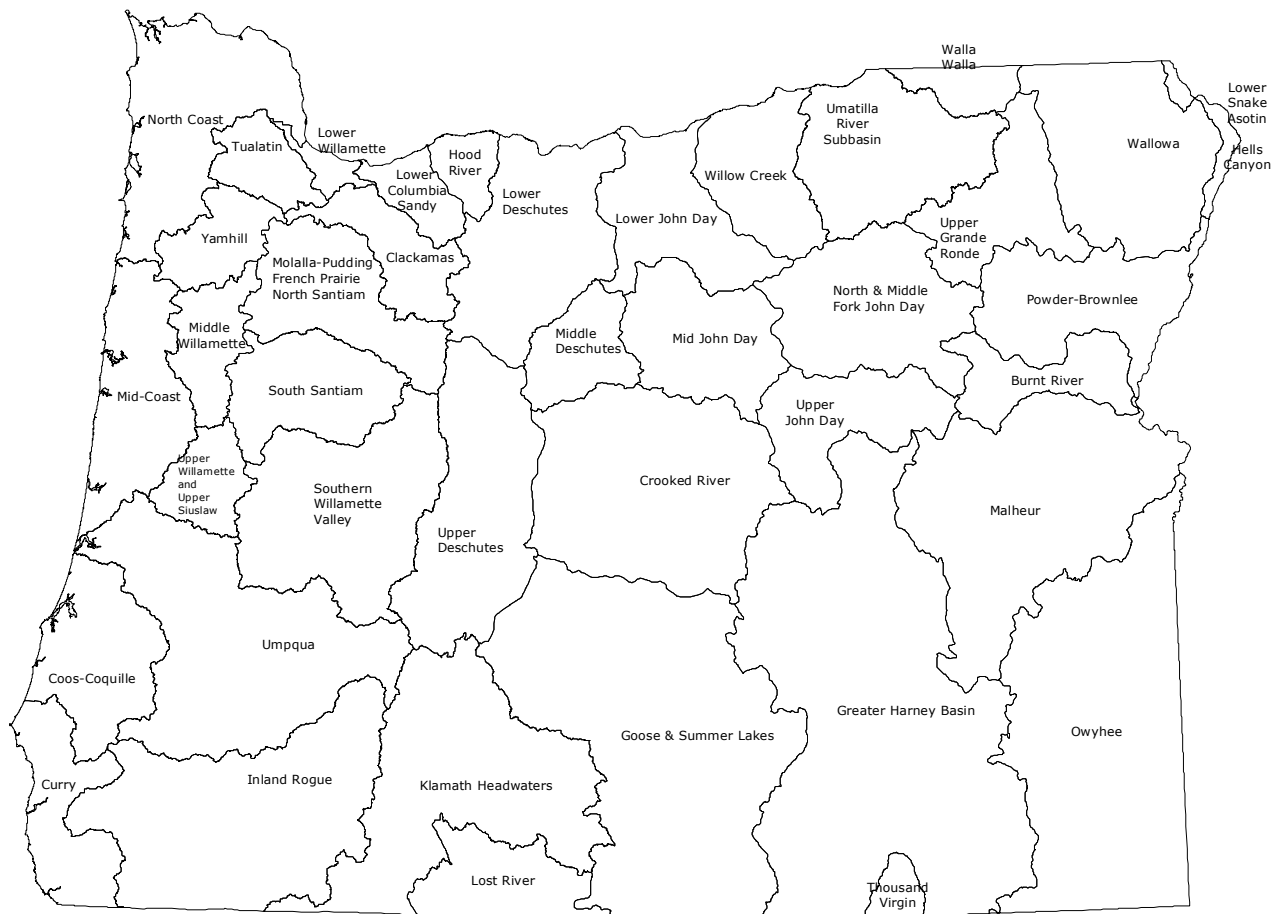 Walla
Walla
Lower
Snake
Asotin
Hells
Canyon
North Coast
Tualatin
Lower
Willamette
Hood
River
Lower
Columbia
Sandy
Lower
Deschutes
Lower John Day
Willow Creek
Umatilla
River
Subbasin
Wallowa
Yamhill
Molalla-Pudding
French Prairie
North Santiam
Clackamas
Upper
Grande
Ronde
North & Middle
Fork John Day
Powder-Brownlee
Middle
Willamette
Middle
Deschutes
Mid John Day
Mid-Coast
South Santiam
Burnt River
Upper
John Day
Upper
Willamette
and
Upper
Siuslaw
Southern
Willamette
Valley
Upper
Deschutes
Crooked River
Malheur
Umpqua
Coos-Coquille
Greater Harney Basin
Goose & Summer Lakes
Owyhee
Curry
Inland Rogue
Klamath Headwaters
Lost River
Thousand
Virgin